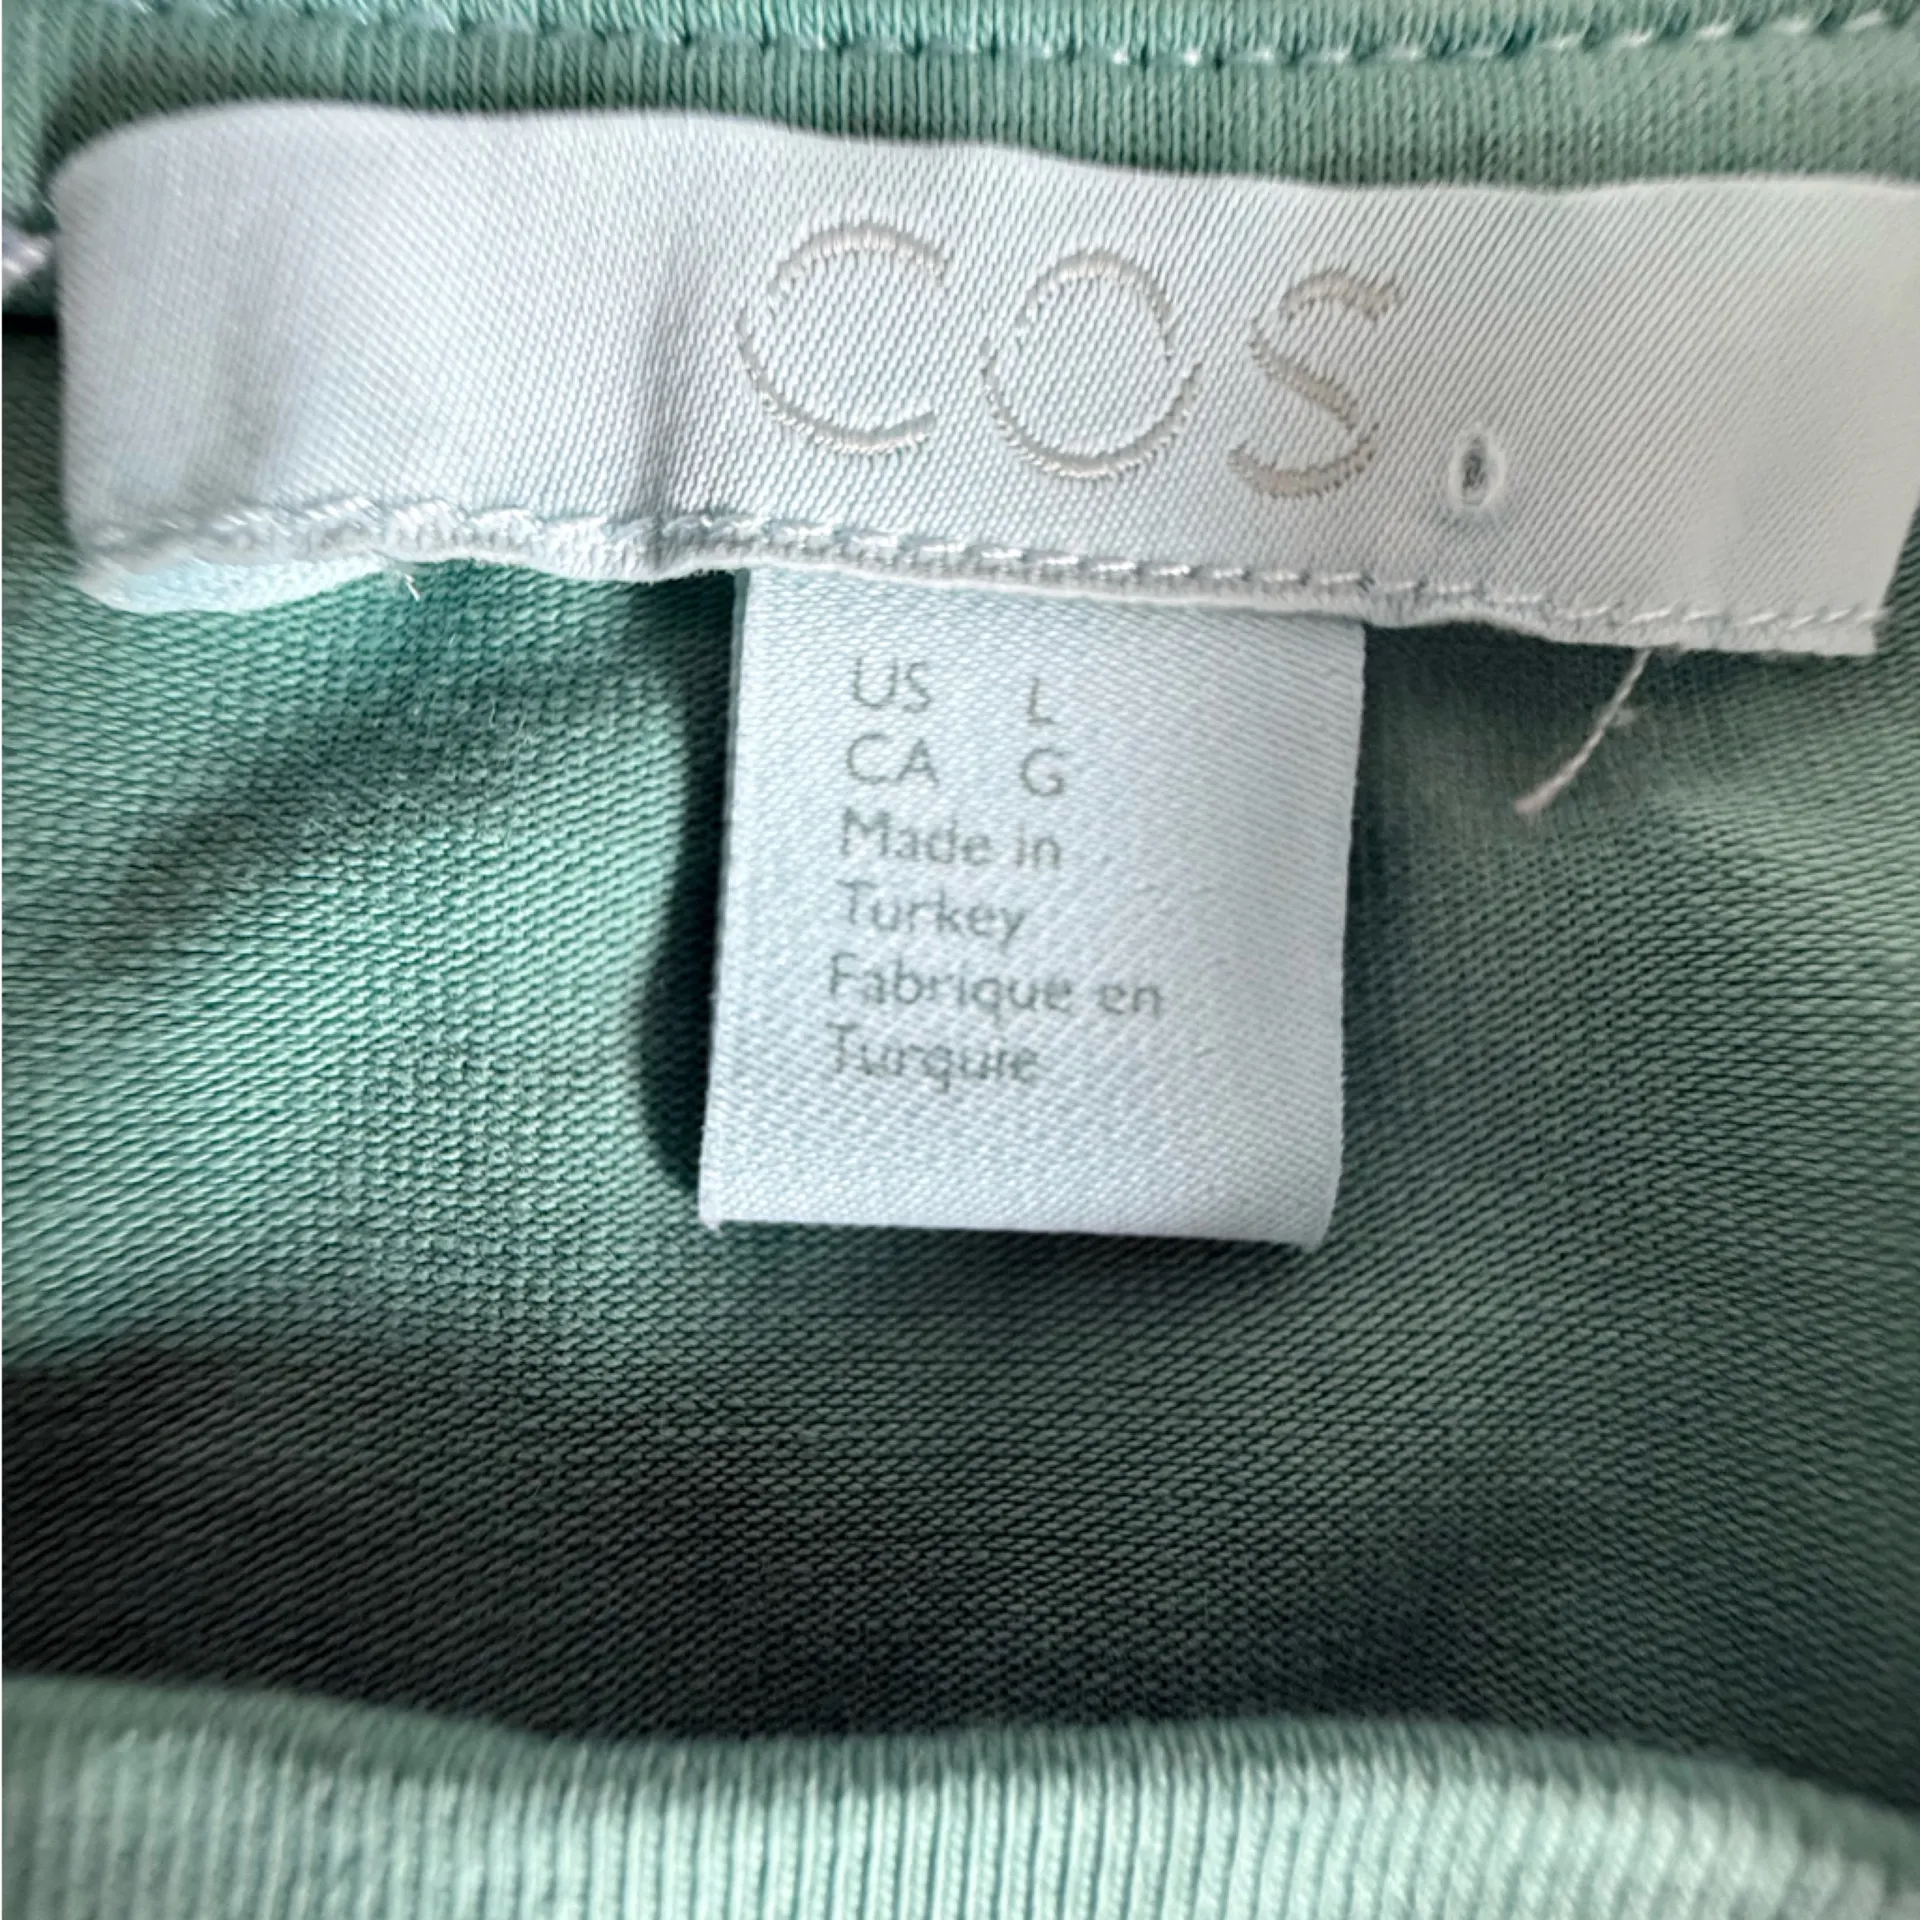 COS
US L
CA G
Made in
Turkey
Fabrique en
Turquie